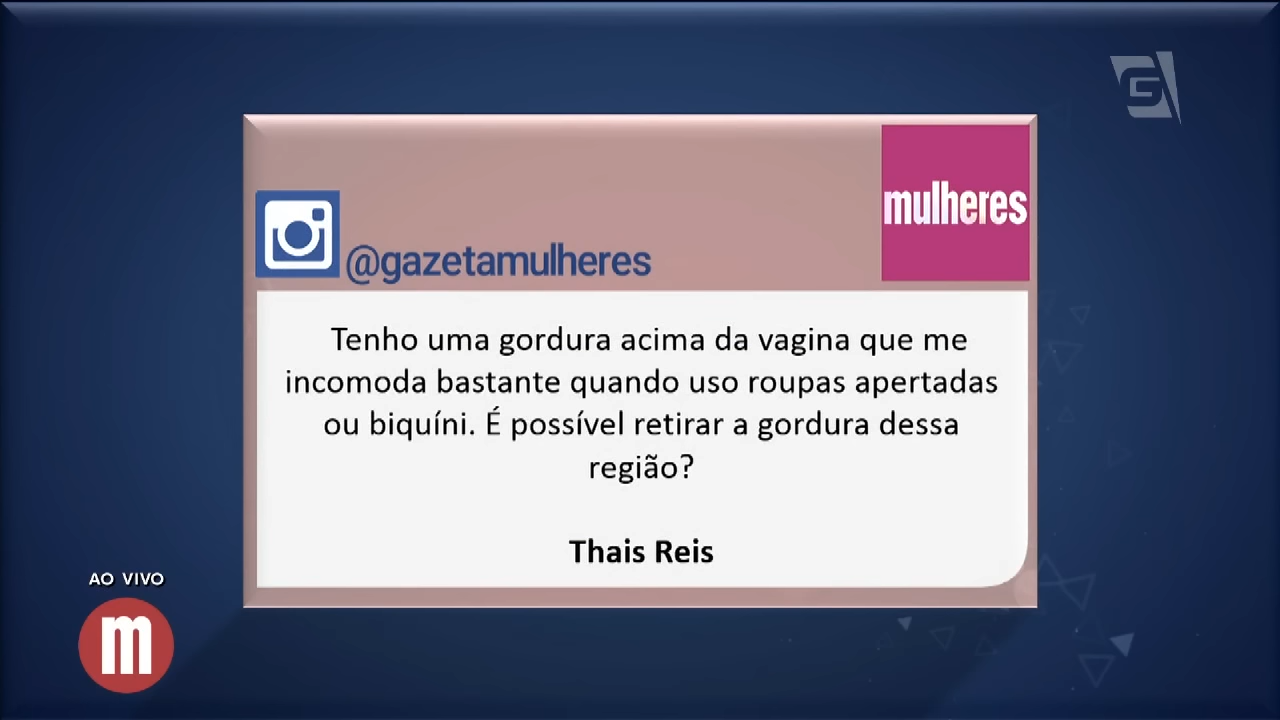 mulheres
@gazetamulheres
Tenho uma gordura acima da vagina que me
incomoda bastante quando uso roupas apertadas
ou biquíni. É possível retirar a gordura dessa
região?
Thais Reis
AO VIVO
m
G